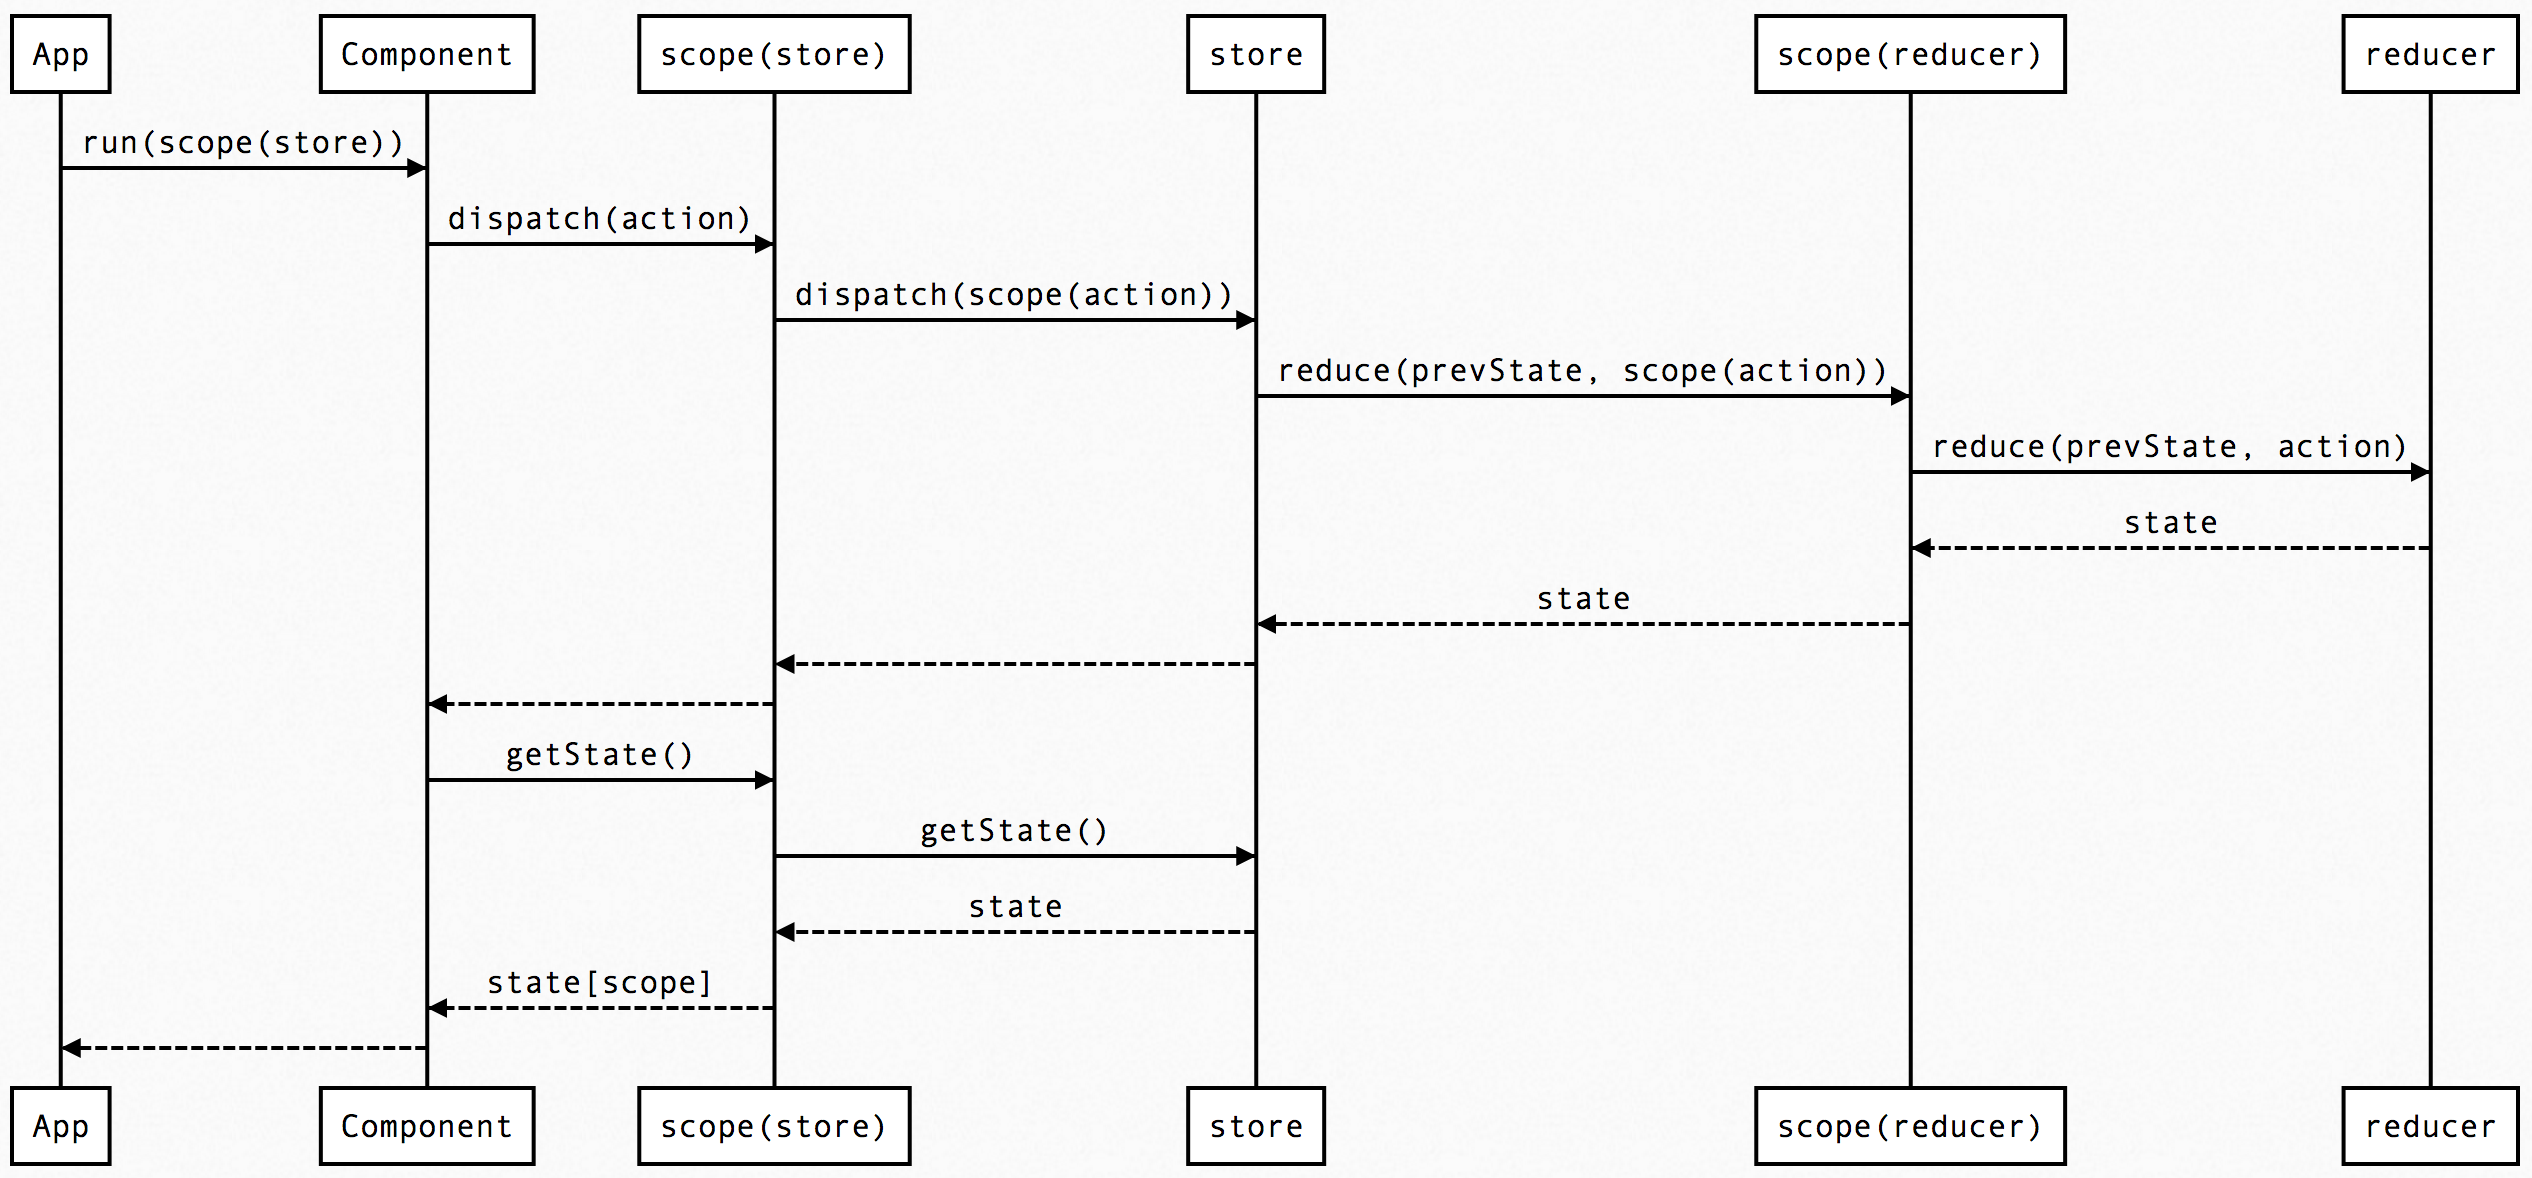 App
Component
scope(store)
store
scope(reducer)
reducer
run(scope(store))
dispatch(action)
dispatch(scope(action))
reduce(prevState, scope(action))
reduce(prevState, action)
state
state
getState()
getState()
state
state[scope]
App
Component
scope(store)
store
scope(reducer)
reducer